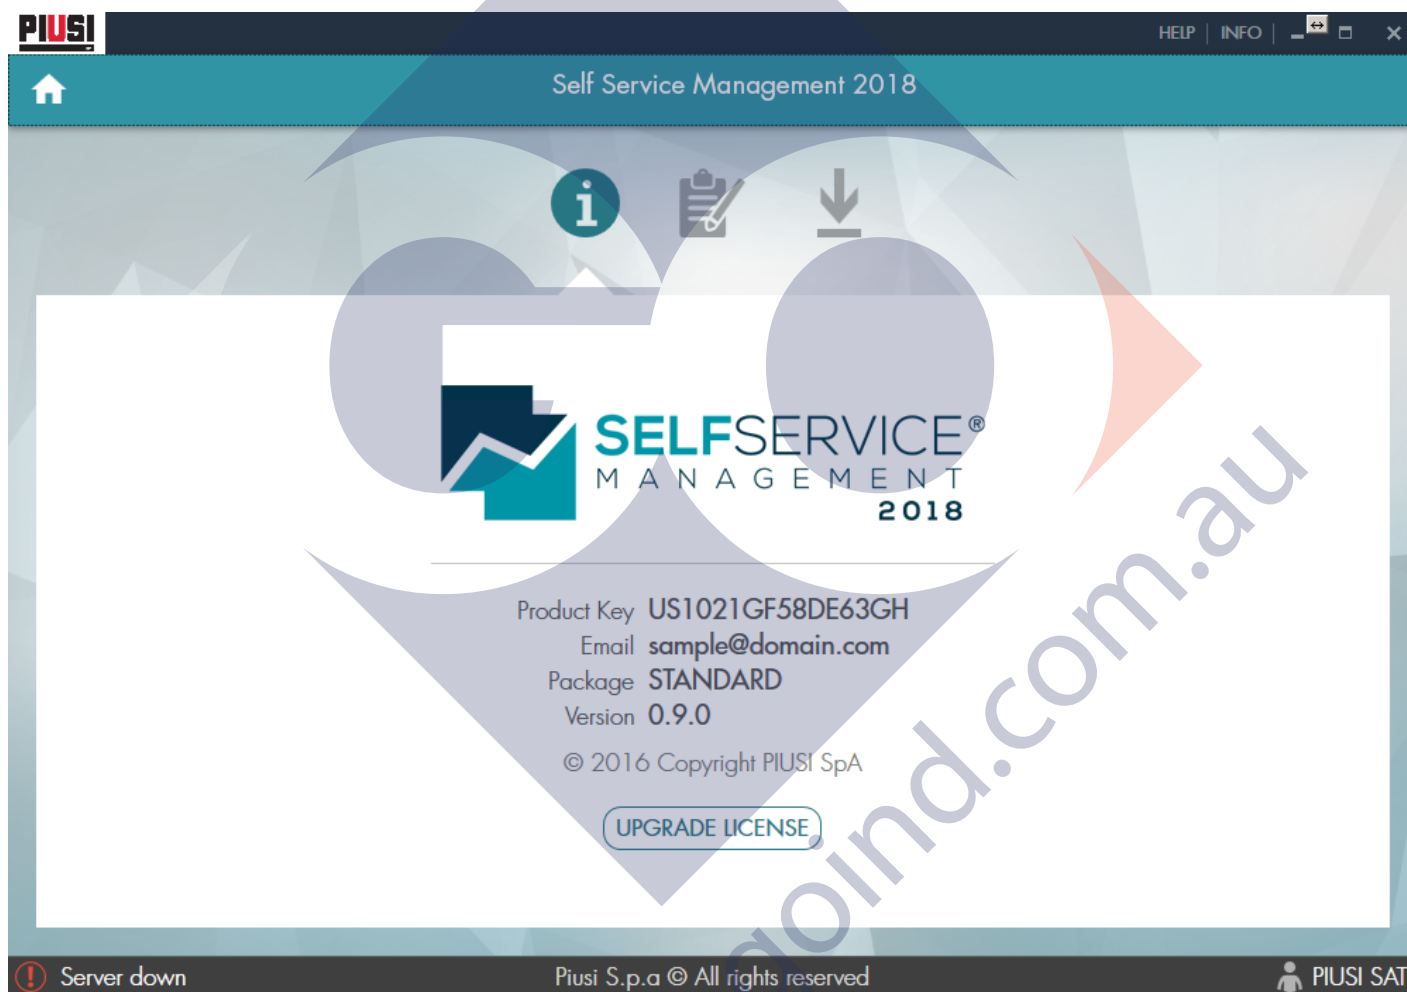 PIUSI
HELP | INFO |
Self Service Management 2018
SELFSERVICE®
MANAGEMENT
2018
Product Key US1021GF58DE63GH
Email sample@domain.com
Package STANDARD
Version 0.9.0
© 2016 Copyright PIUSI SpA
UPGRADE LICENSE
goind.com.au
Server down
Piusi S.p.a © All rights reserved
PIUSI SAT